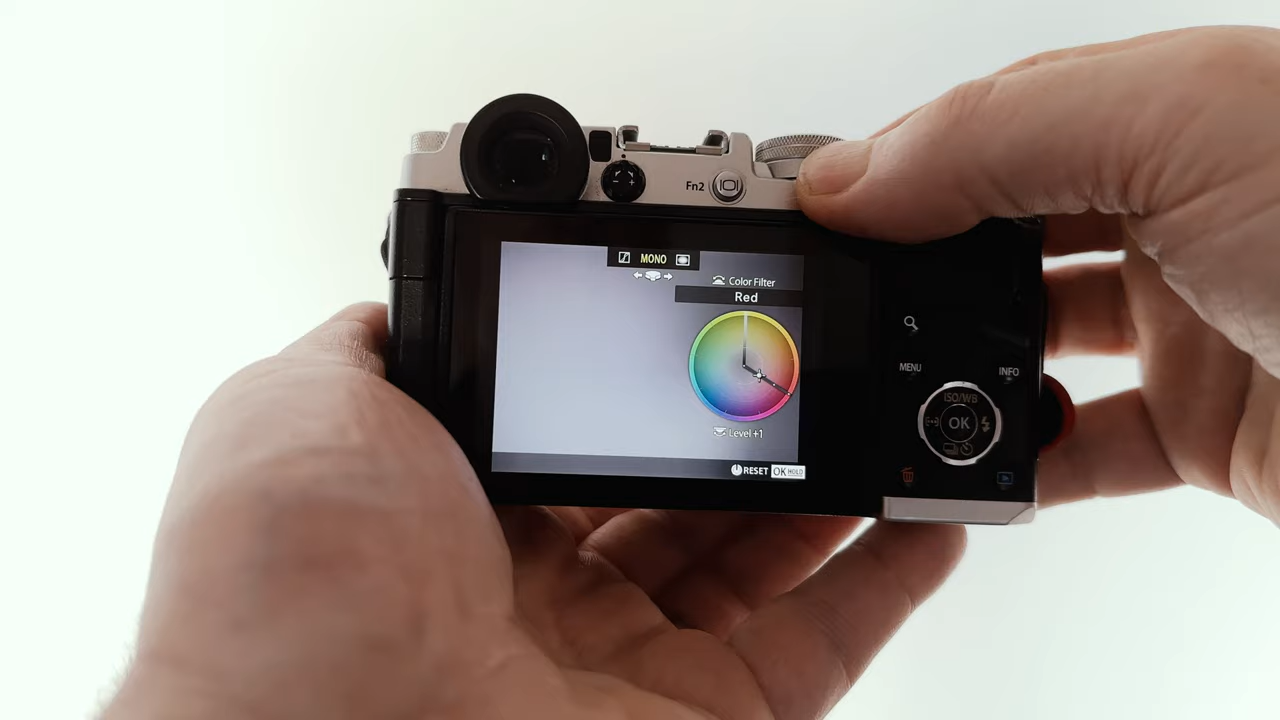 Fn2
MONO
Color Filter
Red
Level +1
RESET OK HOLD
MENU
INFO
ISO/WB
OK